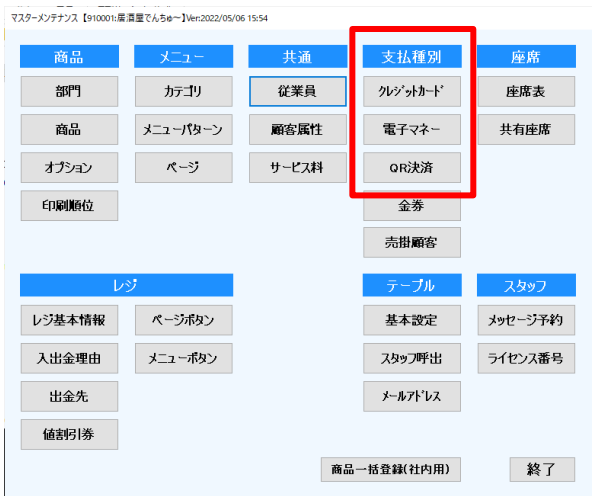 マスターメンテナンス【910001:居酒屋でんちゅ～】Ver:2022/05/06 15:54
商品 メニュー 共通 支払種別 座席
部門 カテゴリ 従業員 ｸﾚｼﾞｯﾄｶｰﾄﾞ 座席表
商品 メニューパターン 顧客属性 電子マネー 共有座席
オプション ページ サービス料 QR決済
印刷順位 金券
売掛顧客
レジ テーブル スタッフ
レジ基本情報 ページボタン 基本設定 メッセージ予約
入出金理由 メニューボタン スタッフ呼出 ライセンス番号
出金先 ﾒｰﾙｱﾄﾞﾚｽ
値割引券
商品一括登録(社内用) 終了